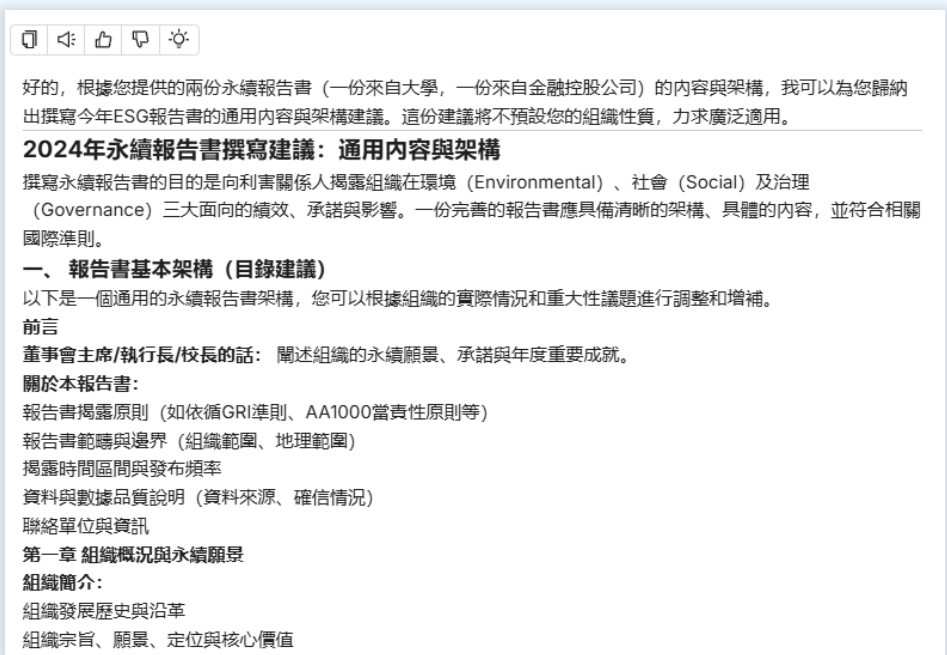 好的，根據您提供的兩份永續報告書（一份來自大學，一份來自金融控股公司）的內容與架構，我可以為您歸納
出撰寫今年ESG報告書的通用內容與架構建議。這份建議將不預設您的組織性質，力求廣泛適用。
2024年永續報告書撰寫建議：通用內容與架構
撰寫永續報告書的目的是向利害關係人揭露組織在環境（Environmental）、社會（Social）及治理
（Governance）三大面向的績效、承諾與影響。一份完善的報告書應具備清晰的架構、具體的內容，並符合相關
國際準則。
一、 報告書基本架構（目錄建議）
以下是一個通用的永續報告書架構，您可以根據組織的實際情況和重大性議題進行調整和增補。
前言
董事會主席/執行長/校長的話： 闡述組織的永續願景、承諾與年度重要成就。
關於本報告書：
報告書揭露原則（如依循GRI準則、AA1000當責性原則等）
報告書範疇與邊界（組織範圍、地理範圍）
揭露時間區間與發布頻率
資料與數據品質說明（資料來源、確信情況）
聯絡單位與資訊
第一章 組織概況與永續願景
組織簡介：
組織發展歷史與沿革
組織宗旨、願景、定位與核心價值